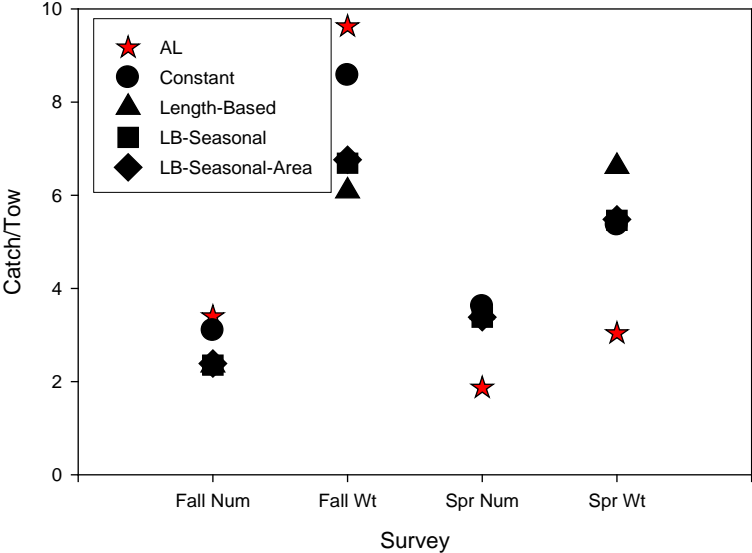 10
8
6
4
2
0
Catch/Tow
AL
Constant
Length-Based
LB-Seasonal
LB-Seasonal-Area
Fall Num
Fall Wt
Spr Num
Spr Wt
Survey